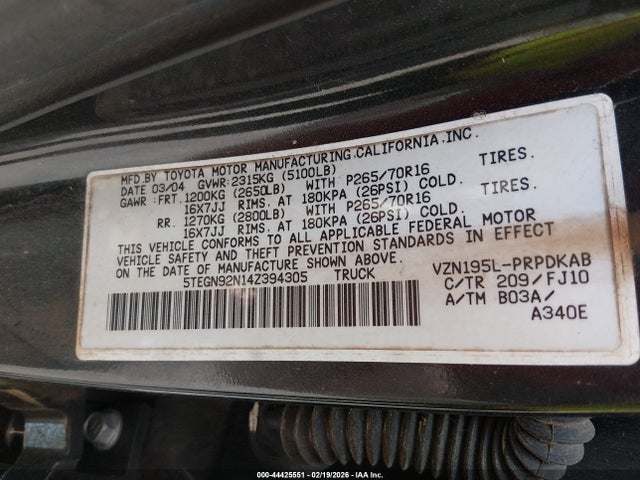 MFD.BY TOYOTA MOTOR MANUFACTURING.CALIFORNIA.INC.
DATE 03/04 GVWR:2315KG (5100LB)
GAWR :FRT.1200KG (2650LB) WITH P265/70R16 TIRES.
16X7JJ RIMS. AT 180KPA (26PSI) COLD.
RR. 1270KG (2800LB) WITH P265/70R16 TIRES.
16X7JJ RIMS. AT 180KPA (26PSI) COLD.
THIS VEHICLE CONFORMS TO ALL APPLICABLE FEDERAL MOTOR
VEHICLE SAFETY AND THEFT PREVENTION STANDARDS IN EFFECT
ON THE DATE OF MANUFACTURE SHOWN ABOVE.
5TEGN92N14Z394305 TRUCK VZN195L-PRPDKAB
C/TR 209/FJ10
A/TM B03A/
A340E
000-44425551 - 02/19/2026 - IAA Inc.